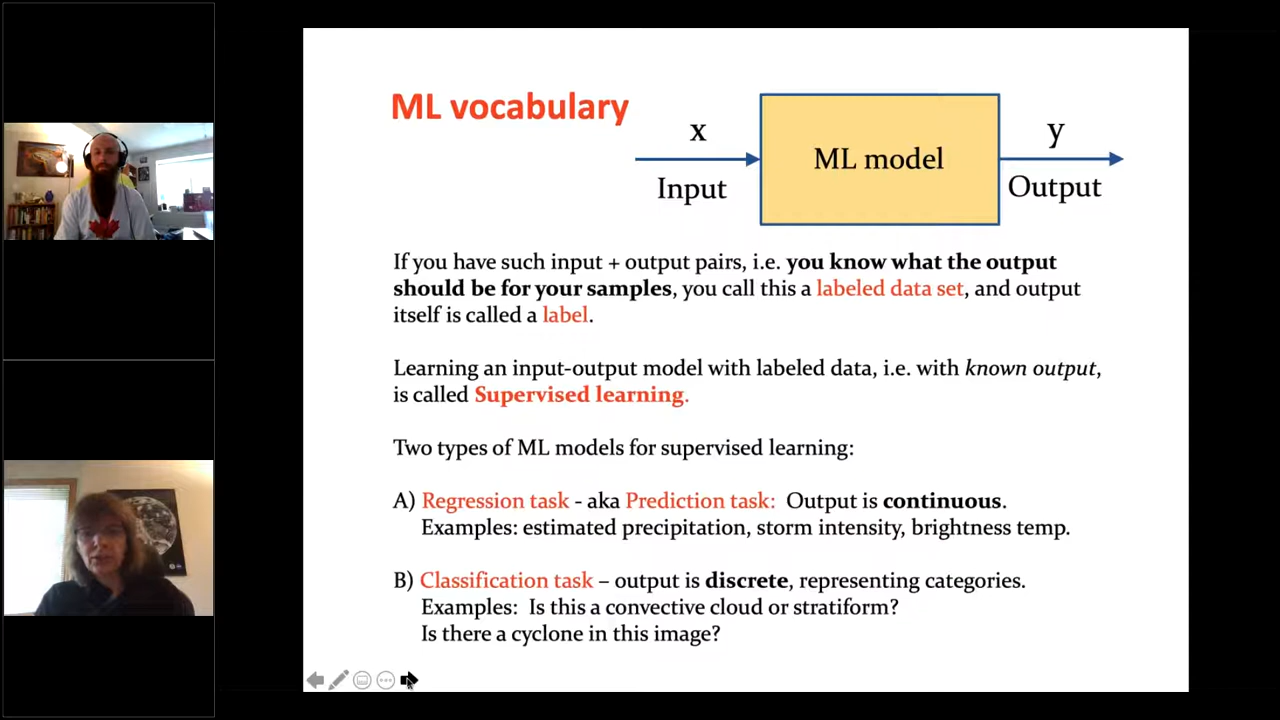 ML vocabulary
x
Input
ML model
y
Output
If you have such input + output pairs, i.e. you know what the output
should be for your samples, you call this a labeled data set, and output
itself is called a label.
Learning an input-output model with labeled data, i.e. with known output,
is called Supervised learning.
Two types of ML models for supervised learning:
A) Regression task - aka Prediction task: Output is continuous.
Examples: estimated precipitation, storm intensity, brightness temp.
B) Classification task – output is discrete, representing categories.
Examples: Is this a convective cloud or stratiform?
Is there a cyclone in this image?